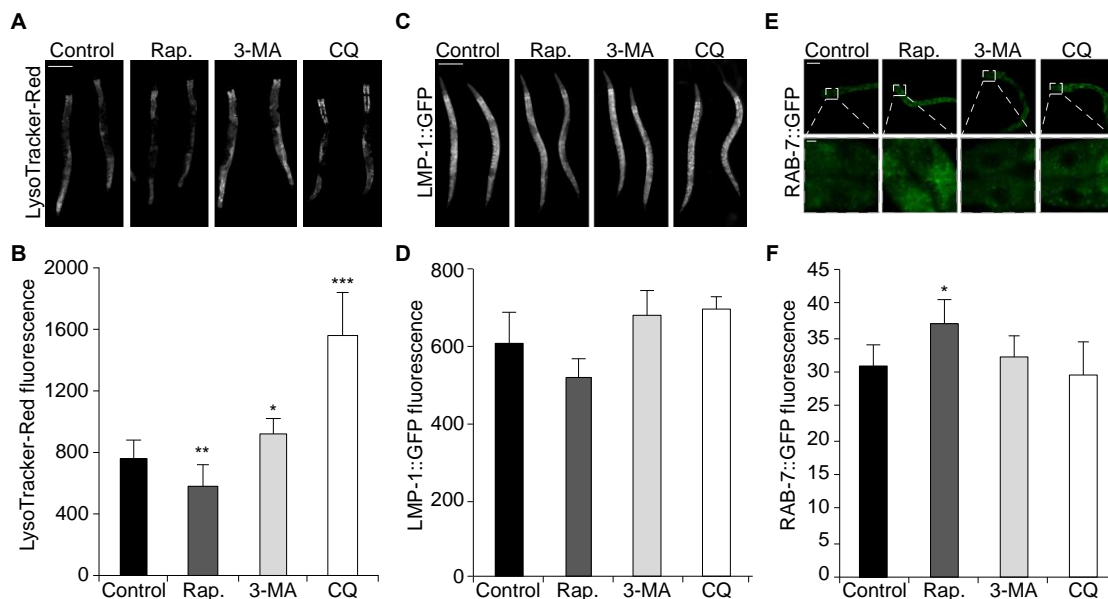 A
Control Rap. 3-MA CQ
LysoTracker-Red
C
Control Rap. 3-MA CQ
LMP-1::GFP
E
Control Rap. 3-MA CQ
RAB-7::GFP
B
LysoTracker-Red fluorescence
2000
1600
1200
800
400
0
***
*
**
Control Rap. 3-MA CQ
D
LMP-1::GFP fluorescence
800
600
400
200
0
Control Rap. 3-MA CQ
F
RAB-7::GFP fluorescence
45
40
35
30
25
20
15
10
5
0
*
Control Rap. 3-MA CQ